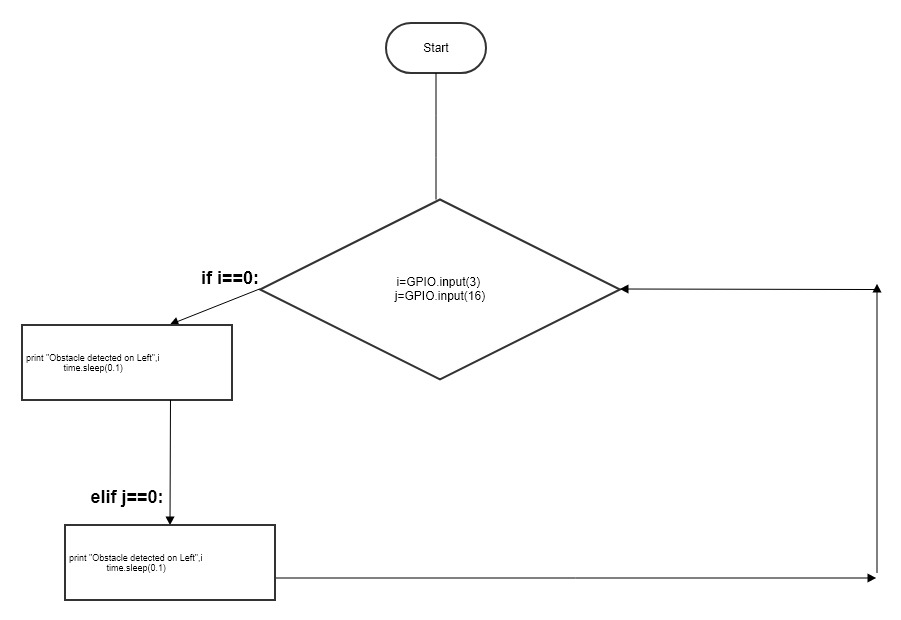 Start
i=GPIO.input(3)
j=GPIO.input(16)
if i==0:
print "Obstacle detected on Left",i
time.sleep(0.1)
elif j==0:
print "Obstacle detected on Left",i
time.sleep(0.1)